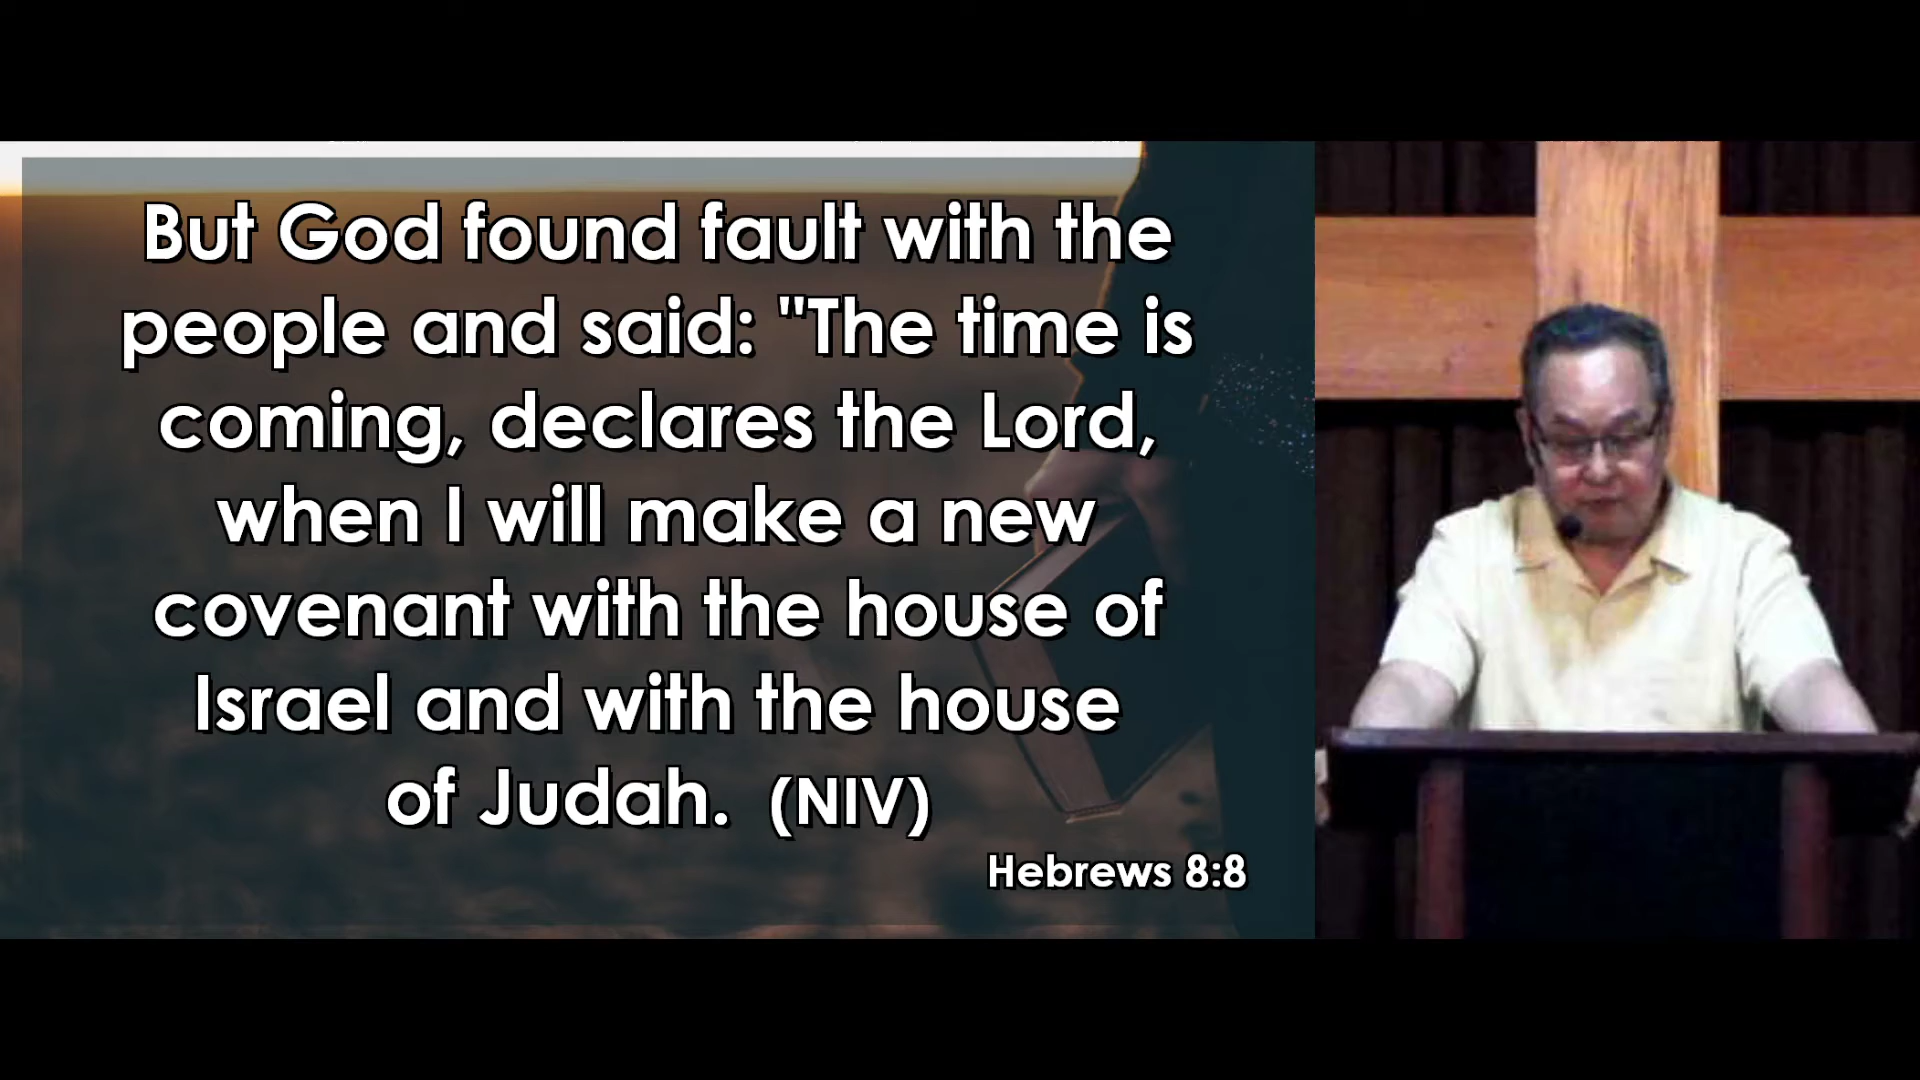 But God found fault with the
people and said: "The time is
coming, declares the Lord,
when I will make a new
covenant with the house of
Israel and with the house
of Judah. (NIV)
Hebrews 8:8